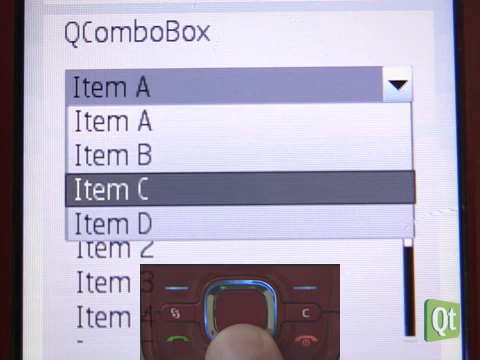 QComboBox
Item A
Item A
Item B
Item C
Item D
Item 2
Item 3
Item 4
C
Qt